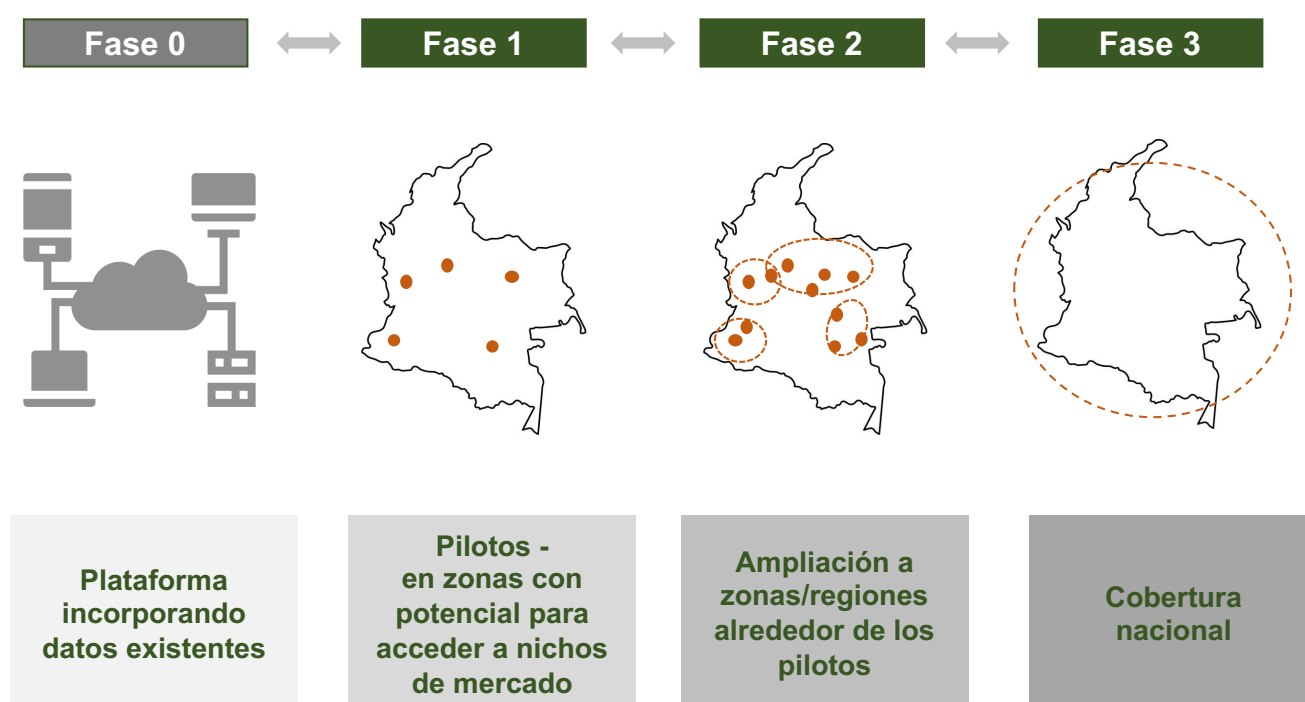 Fase 0
Fase 1
Fase 2
Fase 3
Plataforma
incorporando
datos existentes
Pilotos -
en zonas con
potencial para
acceder a nichos
de mercado
Ampliación a
zonas/regiones
alrededor de los
pilotos
Cobertura
nacional